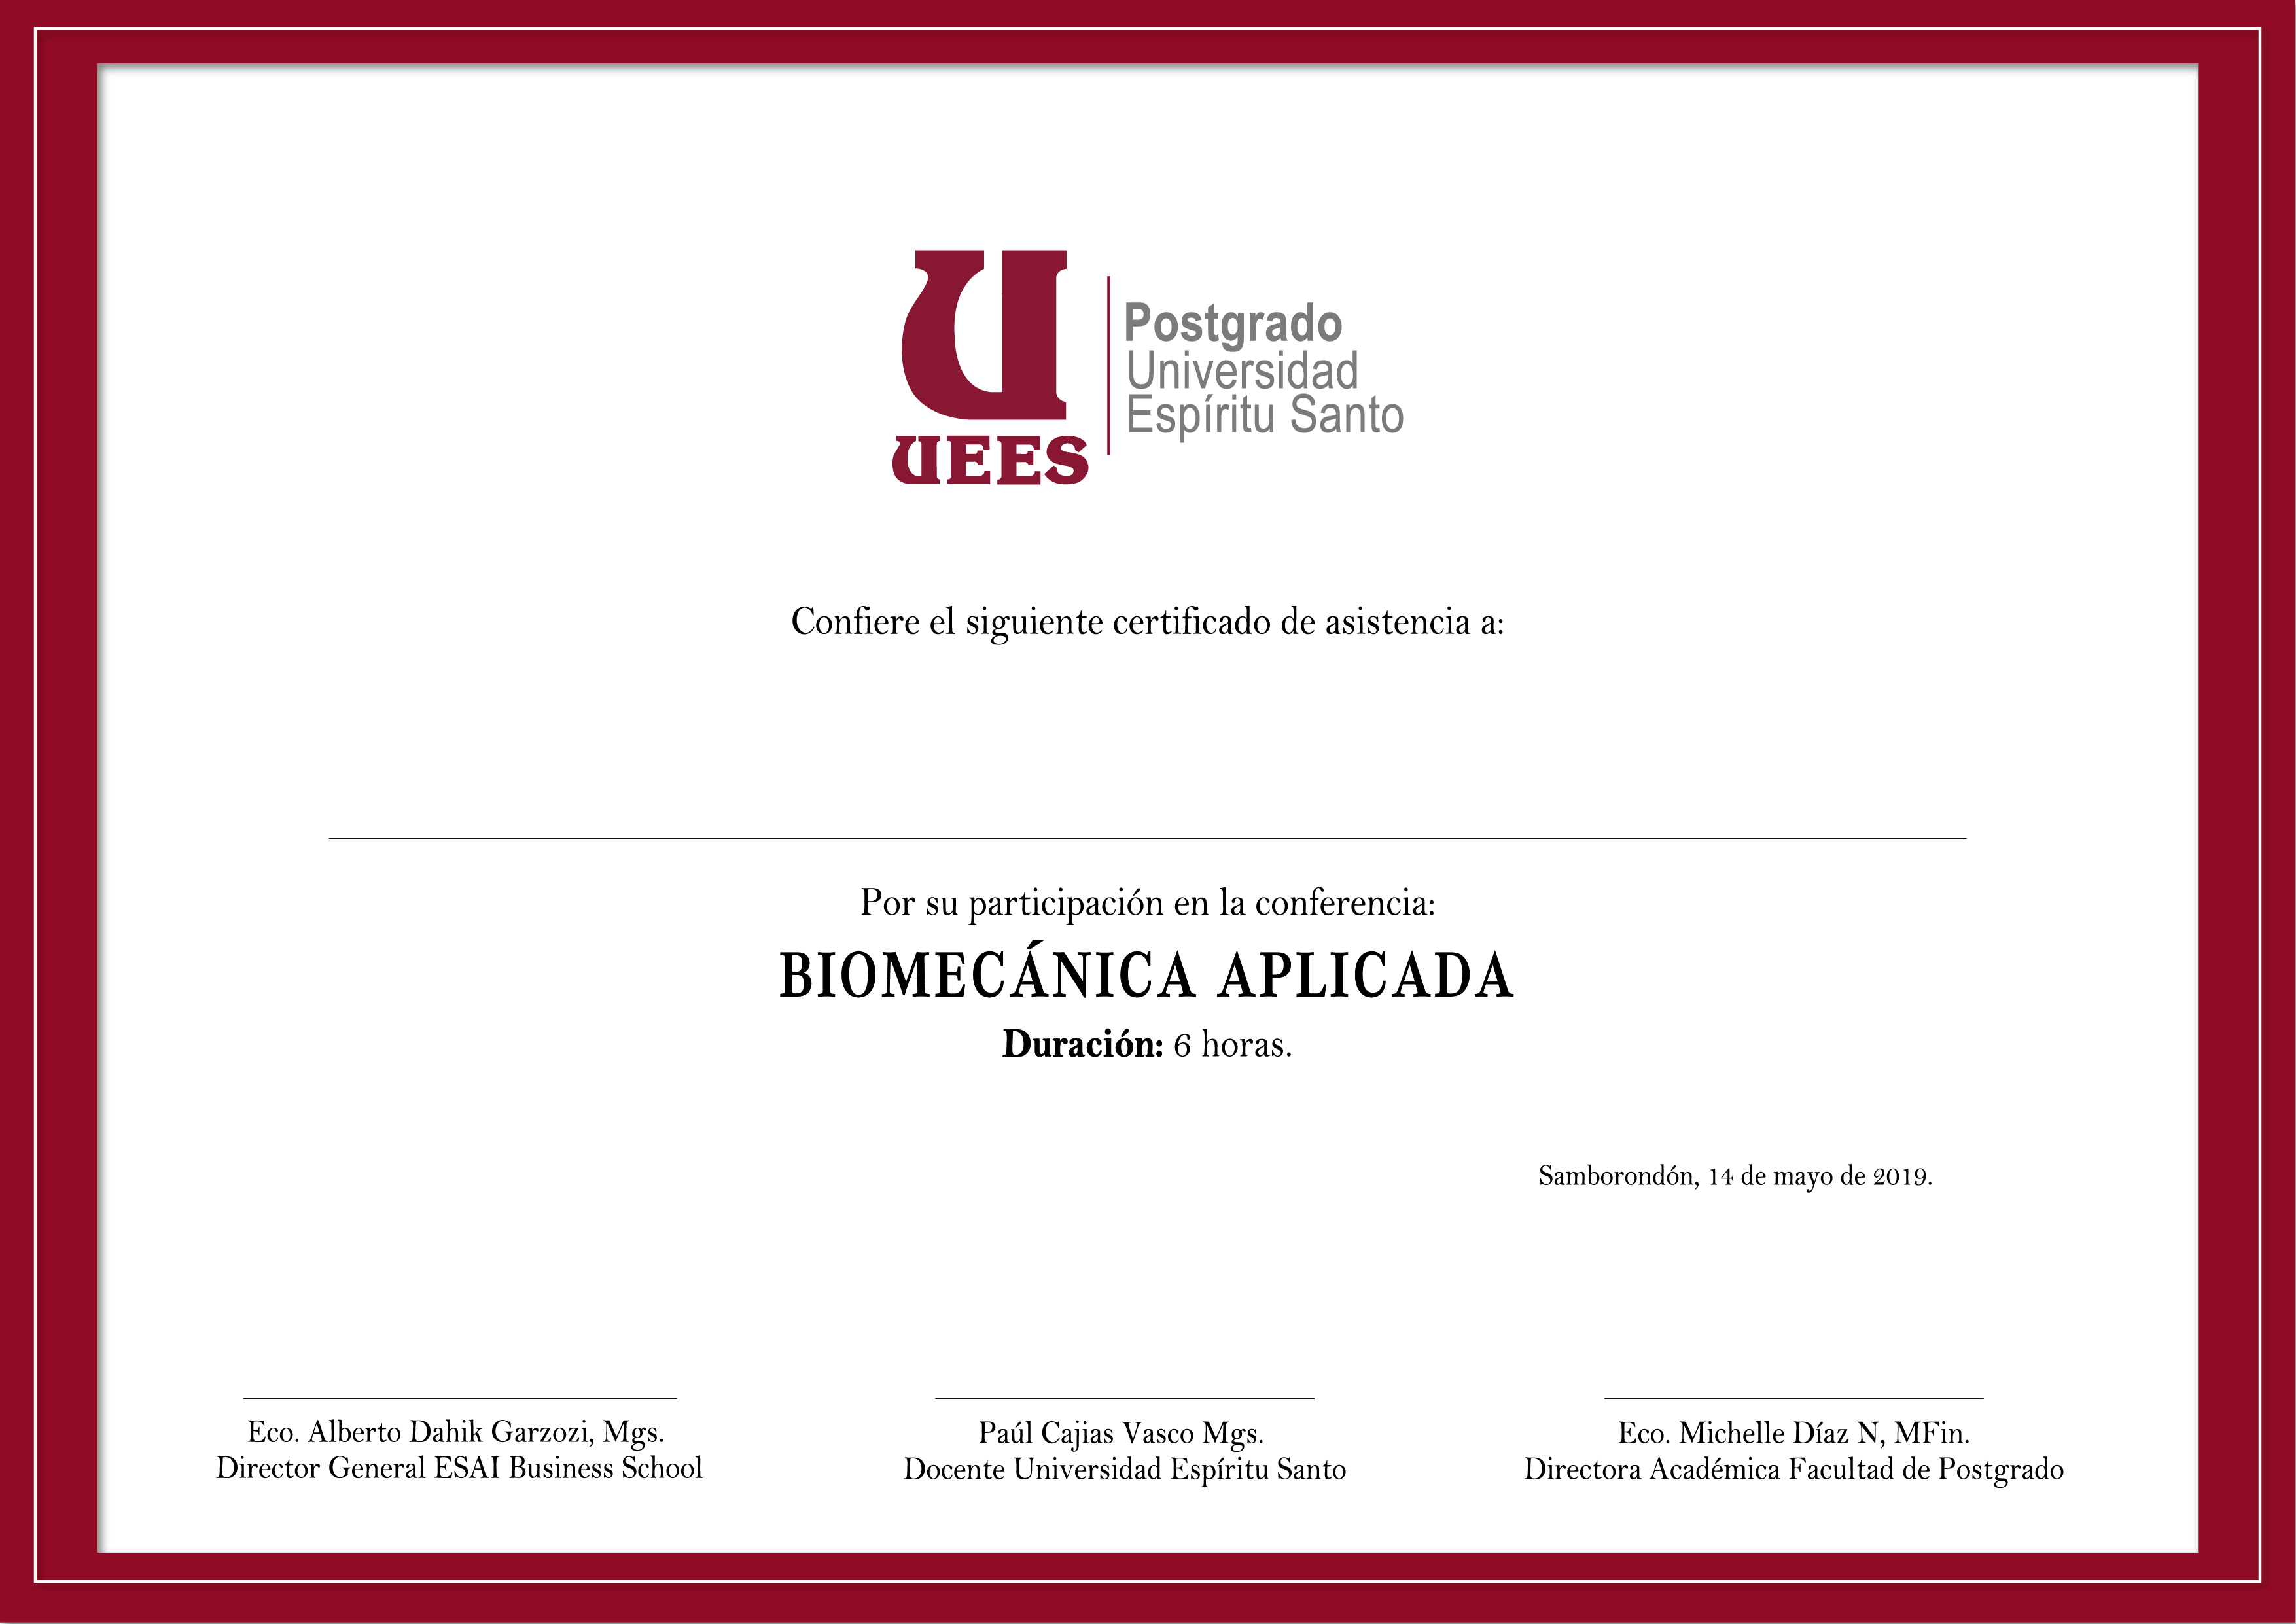 U
UEES
Postgrado
Universidad
Espíritu Santo
Confiere el siguiente certificado de asistencia a:
Por su participación en la conferencia:
BIOMECÁNICA APLICADA
Duración: 6 horas.
Samborondón, 14 de mayo de 2019.
Eco. Alberto Dahik Garzozi, Mgs.
Director General ESAI Business School
Paúl Cajias Vasco Mgs.
Docente Universidad Espíritu Santo
Eco. Michelle Díaz N, MFin.
Directora Académica Facultad de Postgrado